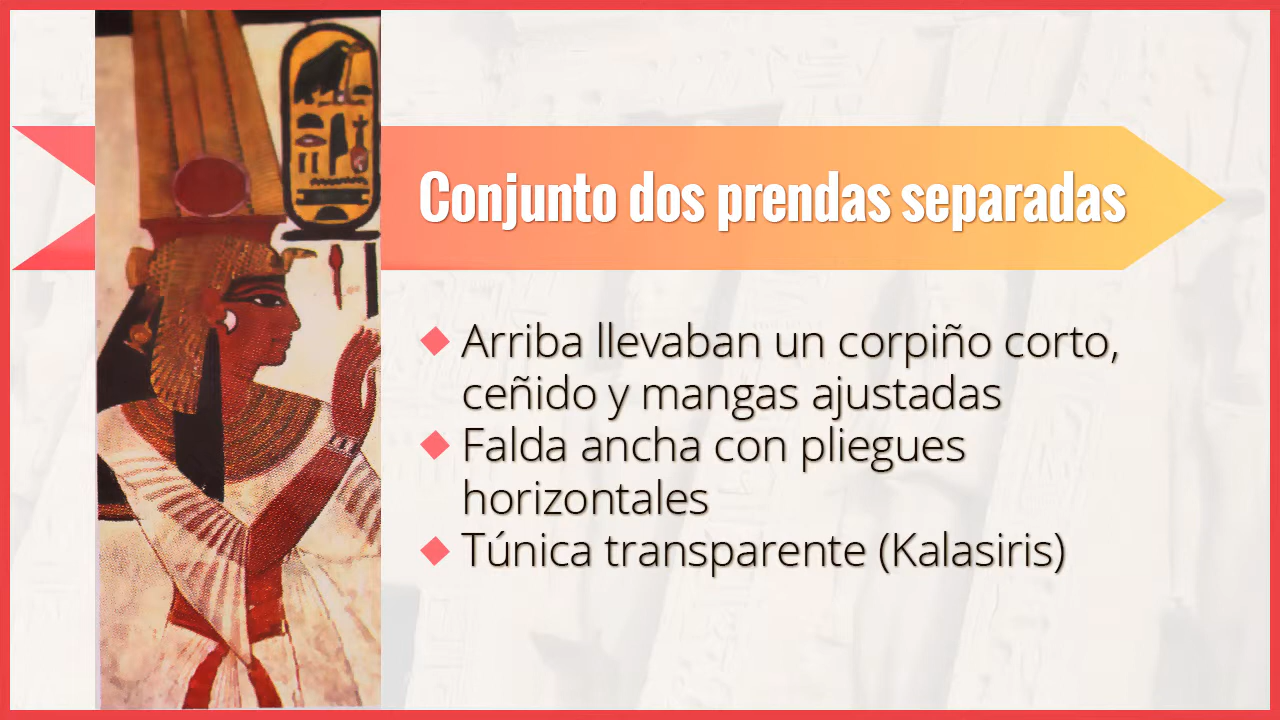 Conjunto dos prendas separadas
Arriba llevaban un corpiño corto,
ceñido y mangas ajustadas
Falda ancha con pliegues
horizontales
Túnica transparente (Kalasiris)